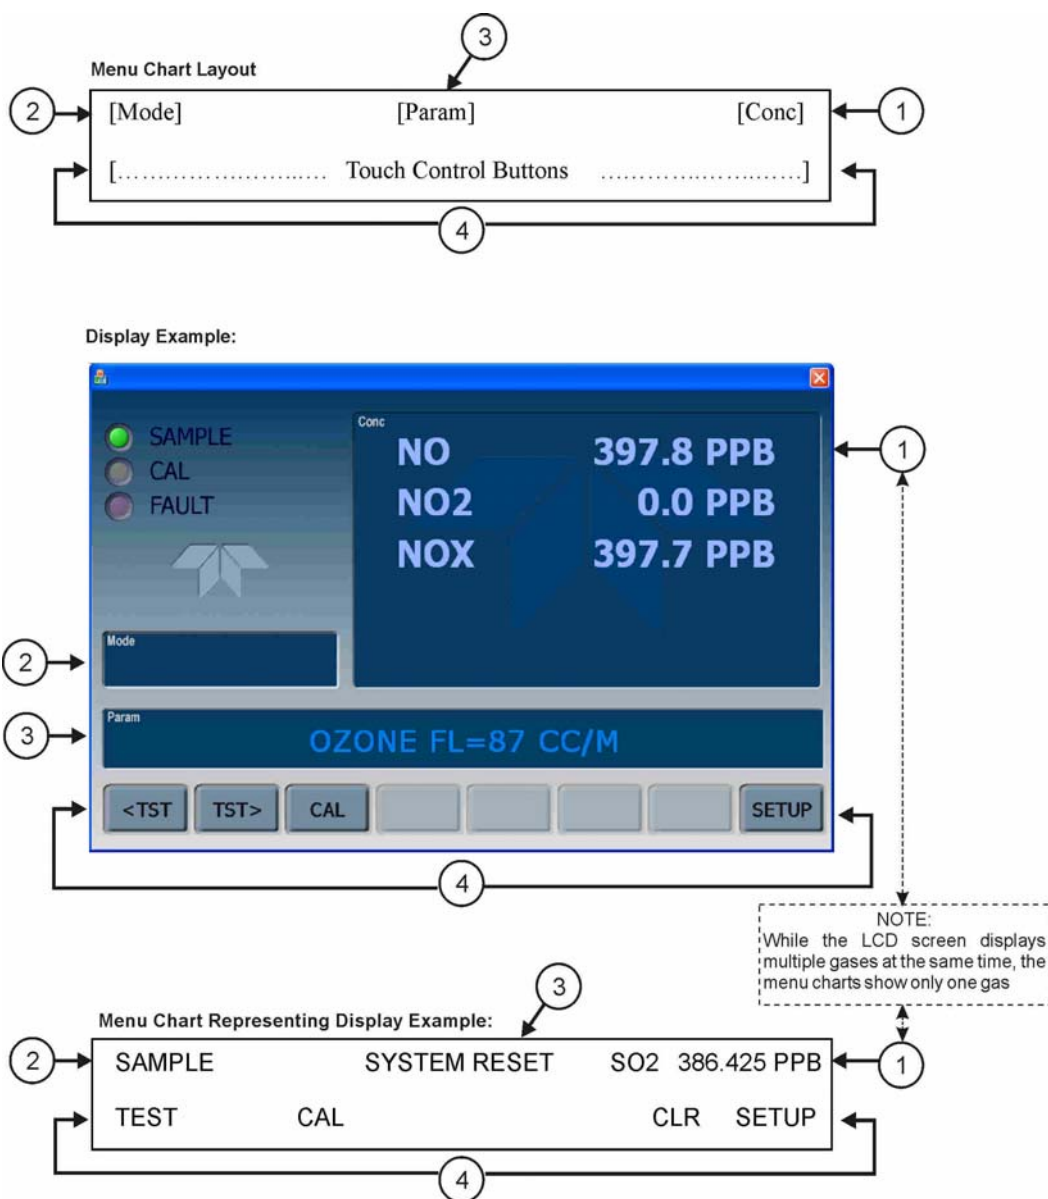 3
Menu Chart Layout
2 [Mode] [Param] [Conc] 1
[........................ Touch Control Buttons ........................]
4
Display Example:
SAMPLE
CAL
FAULT
Conc
NO 397.8 PPB 1
NO2 0.0 PPB
NOX 397.7 PPB
Mode
2
Param
3 OZONE FL=87 CC/M
<TST TST> CAL SETUP
4
NOTE:
While the LCD screen displays
multiple gases at the same time, the
menu charts show only one gas
3
Menu Chart Representing Display Example:
2 SAMPLE SYSTEM RESET SO2 386.425 PPB 1
TEST CAL CLR SETUP
4